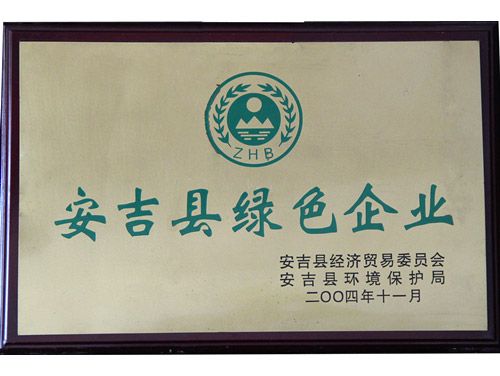 ZHB
安吉县绿色企业
安吉县经济贸易委员会
安吉县环境保护局
二〇〇四年十一月